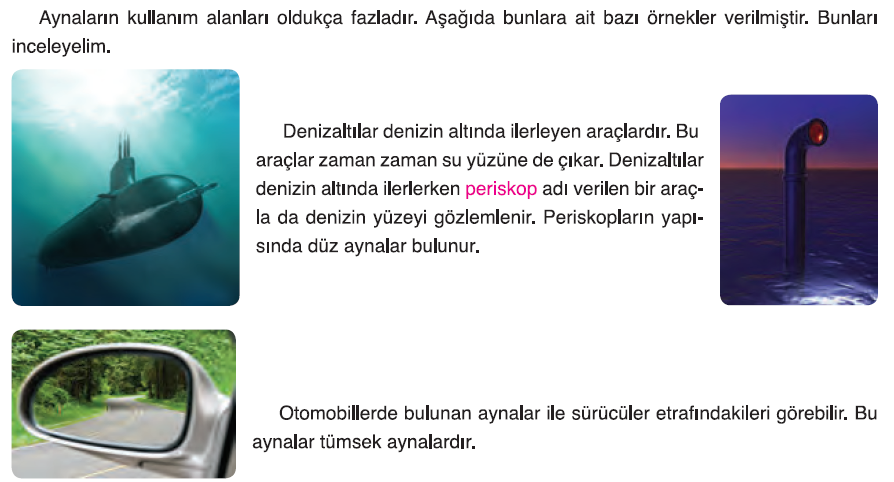 Aynaların kullanım alanları oldukça fazladır. Aşağıda bunlara ait bazı örnekler verilmiştir. Bunları
inceleyelim.
Denizaltılar denizin altında ilerleyen araçlardır. Bu
araçlar zaman zaman su yüzüne de çıkar. Denizaltılar
denizin altında ilerlerken periskop adı verilen bir araç-
la da denizin yüzeyi gözlemlenir. Periskopların yapı-
sında düz aynalar bulunur.
Otomobillerde bulunan aynalar ile sürücüler etrafındakileri görebilir. Bu
aynalar tümsek aynalardır.